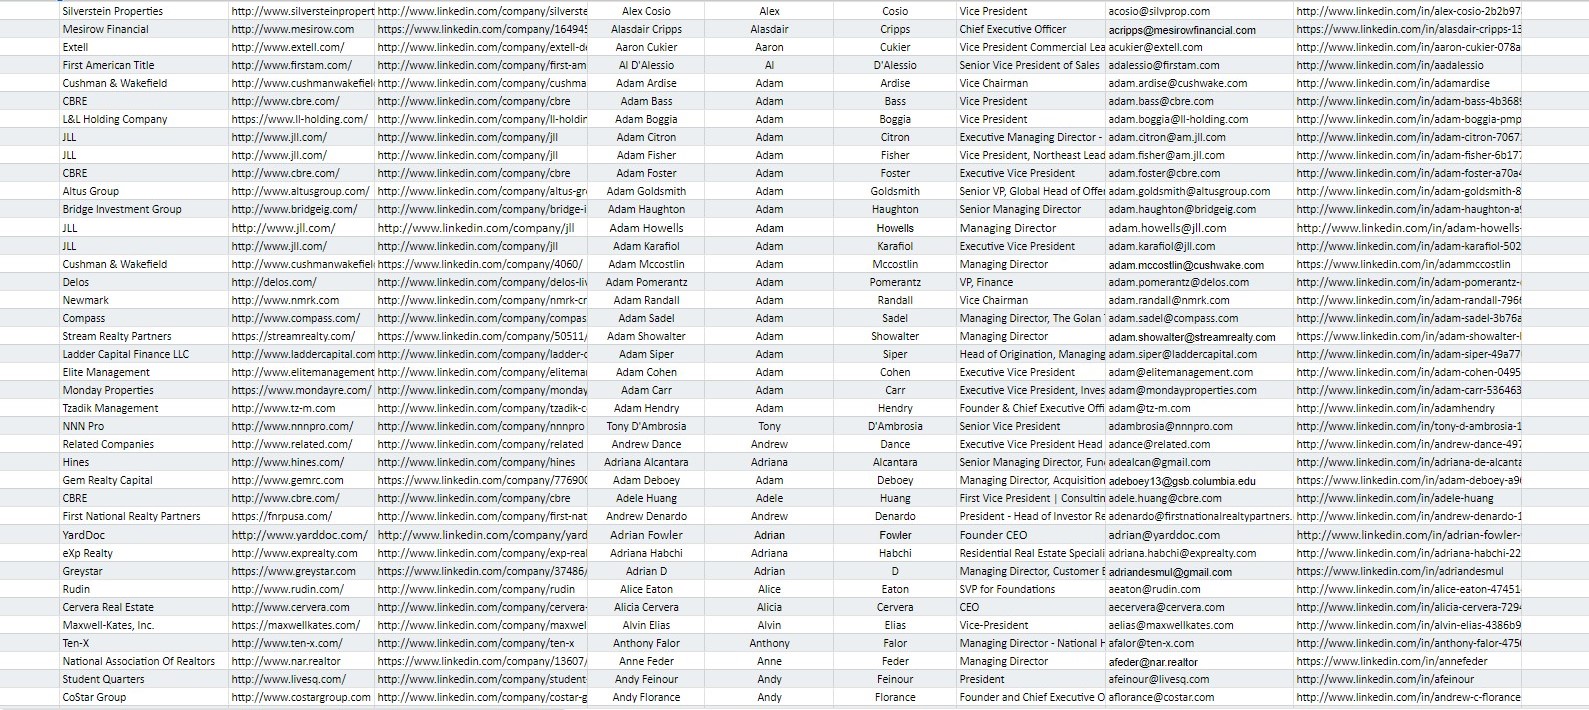 Silverstein Properties http://www.silversteinpropert http://www.linkedin.com/company/silverste Alex Cosio Alex Cosio Vice President acosio@silvprop.com http://www.linkedin.com/in/alex-cosio-2b2b97
Mesirow Financial http://www.mesirow.com https://www.linkedin.com/company/164945 Alasdair Cripps Alasdair Cripps Chief Executive Officer acripps@mesirowfinancial.com https://www.linkedin.com/in/alasdair-cripps-13
Extell http://www.extell.com/ http://www.linkedin.com/company/extell-d Aaron Cukier Aaron Cukier Vice President Commercial Lea acukier@extell.com http://www.linkedin.com/in/aaron-cukier-078a
First American Title http://www.firstam.com/ http://www.linkedin.com/company/first-am Al D'Alessio Al D'Alessio Senior Vice President of Sales adalessio@firstam.com http://www.linkedin.com/in/aadalessio
Cushman & Wakefield http://www.cushmanwakefiel http://www.linkedin.com/company/cushma Adam Ardise Adam Ardise Vice Chairman adam.ardise@cushwake.com http://www.linkedin.com/in/adamardise
CBRE http://www.cbre.com/ http://www.linkedin.com/company/cbre Adam Bass Adam Bass Vice President adam.bass@cbre.com http://www.linkedin.com/in/adam-bass-4b368
L&L Holding Company https://www.ll-holding.com/ http://www.linkedin.com/company/ll-holdin Adam Boggia Adam Boggia Vice President adam.boggia@ll-holding.com http://www.linkedin.com/in/adam-boggia-pmp
JLL http://www.jll.com/ http://www.linkedin.com/company/jll Adam Citron Adam Citron Executive Managing Director - adam.citron@am.jll.com http://www.linkedin.com/in/adam-citron-7067
JLL http://www.jll.com/ http://www.linkedin.com/company/jll Adam Fisher Adam Fisher Vice President, Northeast Lead adam.fisher@am.jll.com http://www.linkedin.com/in/adam-fisher-6b177
CBRE http://www.cbre.com/ http://www.linkedin.com/company/cbre Adam Foster Adam Foster Executive Vice President adam.foster@cbre.com http://www.linkedin.com/in/adam-foster-a70a4
Altus Group http://www.altusgroup.com/ http://www.linkedin.com/company/altus-gr Adam Goldsmith Adam Goldsmith Senior VP, Global Head of Offer adam.goldsmith@altusgroup.com http://www.linkedin.com/in/adam-goldsmith-8
Bridge Investment Group http://www.bridgeig.com/ http://www.linkedin.com/company/bridge-i Adam Haughton Adam Haughton Senior Managing Director adam.haughton@bridgeig.com http://www.linkedin.com/in/adam-haughton-a
JLL http://www.jll.com/ http://www.linkedin.com/company/jll Adam Howells Adam Howells Managing Director adam.howells@jll.com http://www.linkedin.com/in/adam-howells-
JLL http://www.jll.com/ http://www.linkedin.com/company/jll Adam Karafiol Adam Karafiol Executive Vice President adam.karafiol@jll.com http://www.linkedin.com/in/adam-karafiol-502
Cushman & Wakefield http://www.cushmanwakefiel https://www.linkedin.com/company/4060/ Adam Mccostlin Adam Mccostlin Managing Director adam.mccostlin@cushwake.com https://www.linkedin.com/in/adammccostlin
Delos http://delos.com/ http://www.linkedin.com/company/delos-liv Adam Pomerantz Adam Pomerantz VP, Finance adam.pomerantz@delos.com http://www.linkedin.com/in/adam-pomerantz-
Newmark http://www.nmrk.com http://www.linkedin.com/company/nmrk-cr Adam Randall Adam Randall Vice Chairman adam.randall@nmrk.com http://www.linkedin.com/in/adam-randall-796
Compass http://www.compass.com/ http://www.linkedin.com/company/compas Adam Sadel Adam Sadel Managing Director, The Golan adam.sadel@compass.com http://www.linkedin.com/in/adam-sadel-3b76a
Stream Realty Partners https://streamrealty.com/ https://www.linkedin.com/company/50511/ Adam Showalter Adam Showalter Managing Director adam.showalter@streamrealty.com https://www.linkedin.com/in/adam-showalter-
Ladder Capital Finance LLC http://www.laddercapital.com http://www.linkedin.com/company/ladder-c Adam Siper Adam Siper Head of Origination, Managing adam.siper@laddercapital.com http://www.linkedin.com/in/adam-siper-49a77
Elite Management http://www.elitemanagement http://www.linkedin.com/company/elitema Adam Cohen Adam Cohen Executive Vice President adam@elitemanagement.com http://www.linkedin.com/in/adam-cohen-0495
Monday Properties https://www.mondayre.com/ http://www.linkedin.com/company/monday Adam Carr Adam Carr Executive Vice President, Inves adam@mondayproperties.com http://www.linkedin.com/in/adam-carr-536463
Tzadik Management http://www.tz-m.com http://www.linkedin.com/company/tzadik-c Adam Hendry Adam Hendry Founder & Chief Executive Offi adam@tz-m.com http://www.linkedin.com/in/adamhendry
NNN Pro http://www.nnnpro.com/ http://www.linkedin.com/company/nnnpro Tony D'Ambrosia Tony D'Ambrosia Senior Vice President adambrosia@nnnpro.com http://www.linkedin.com/in/tony-d-ambrosia-1
Related Companies http://www.related.com/ http://www.linkedin.com/company/related Andrew Dance Andrew Dance Executive Vice President Head adance@related.com http://www.linkedin.com/in/andrew-dance-497
Hines http://www.hines.com/ http://www.linkedin.com/company/hines Adriana Alcantara Adriana Alcantara Senior Managing Director, Fun adealcan@gmail.com http://www.linkedin.com/in/adriana-de-alcanta
Gem Realty Capital http://www.gemrc.com https://www.linkedin.com/company/776900 Adam Deboey Adam Deboey Managing Director, Acquisition adeboey13@gsb.columbia.edu https://www.linkedin.com/in/adam-deboey-a9
CBRE http://www.cbre.com/ http://www.linkedin.com/company/cbre Adele Huang Adele Huang First Vice President | Consultin adele.huang@cbre.com http://www.linkedin.com/in/adele-huang
First National Realty Partners https://fnrpusa.com/ http://www.linkedin.com/company/first-nat Andrew Denardo Andrew Denardo President - Head of Investor Re adenardo@firstnationalrealtypartners. http://www.linkedin.com/in/andrew-denardo-1
YardDoc http://www.yarddoc.com/ http://www.linkedin.com/company/yard Adrian Fowler Adrian Fowler Founder CEO adrian@yarddoc.com http://www.linkedin.com/in/adrian-fowler-
eXp Realty http://www.exprealty.com http://www.linkedin.com/company/exp-real Adriana Habchi Adriana Habchi Residential Real Estate Speciali adriana.habchi@exprealty.com http://www.linkedin.com/in/adriana-habchi-22
Greystar https://www.greystar.com https://www.linkedin.com/company/37486/ Adrian D Adrian D Managing Director, Customer E adriandesmul@gmail.com https://www.linkedin.com/in/adriandesmul
Rudin http://www.rudin.com/ http://www.linkedin.com/company/rudin Alice Eaton Alice Eaton SVP for Foundations aeaton@rudin.com http://www.linkedin.com/in/alice-eaton-47451
Cervera Real Estate http://www.cervera.com http://www.linkedin.com/company/cervera- Alicia Cervera Alicia Cervera CEO aecervera@cervera.com http://www.linkedin.com/in/alicia-cervera-729
Maxwell-Kates, Inc. https://maxwellkates.com/ http://www.linkedin.com/company/maxwel Alvin Elias Alvin Elias Vice-President aelias@maxwellkates.com http://www.linkedin.com/in/alvin-elias-4386b9
Ten-X http://www.ten-x.com/ http://www.linkedin.com/company/ten-x Anthony Falor Anthony Falor Managing Director - National H afalor@ten-x.com http://www.linkedin.com/in/anthony-falor-475
National Association Of Realtors http://www.nar.realtor https://www.linkedin.com/company/13607/ Anne Feder Anne Feder Managing Director afeder@nar.realtor https://www.linkedin.com/in/annefeder
Student Quarters http://www.livesq.com/ http://www.linkedin.com/company/student Andy Feinour Andy Feinour President afeinour@livesq.com http://www.linkedin.com/in/afeinour
CoStar Group http://www.costargroup.com http://www.linkedin.com/company/costar-g Andy Florance Andy Florance Founder and Chief Executive O aflorance@costar.com http://www.linkedin.com/in/andrew-c-florance